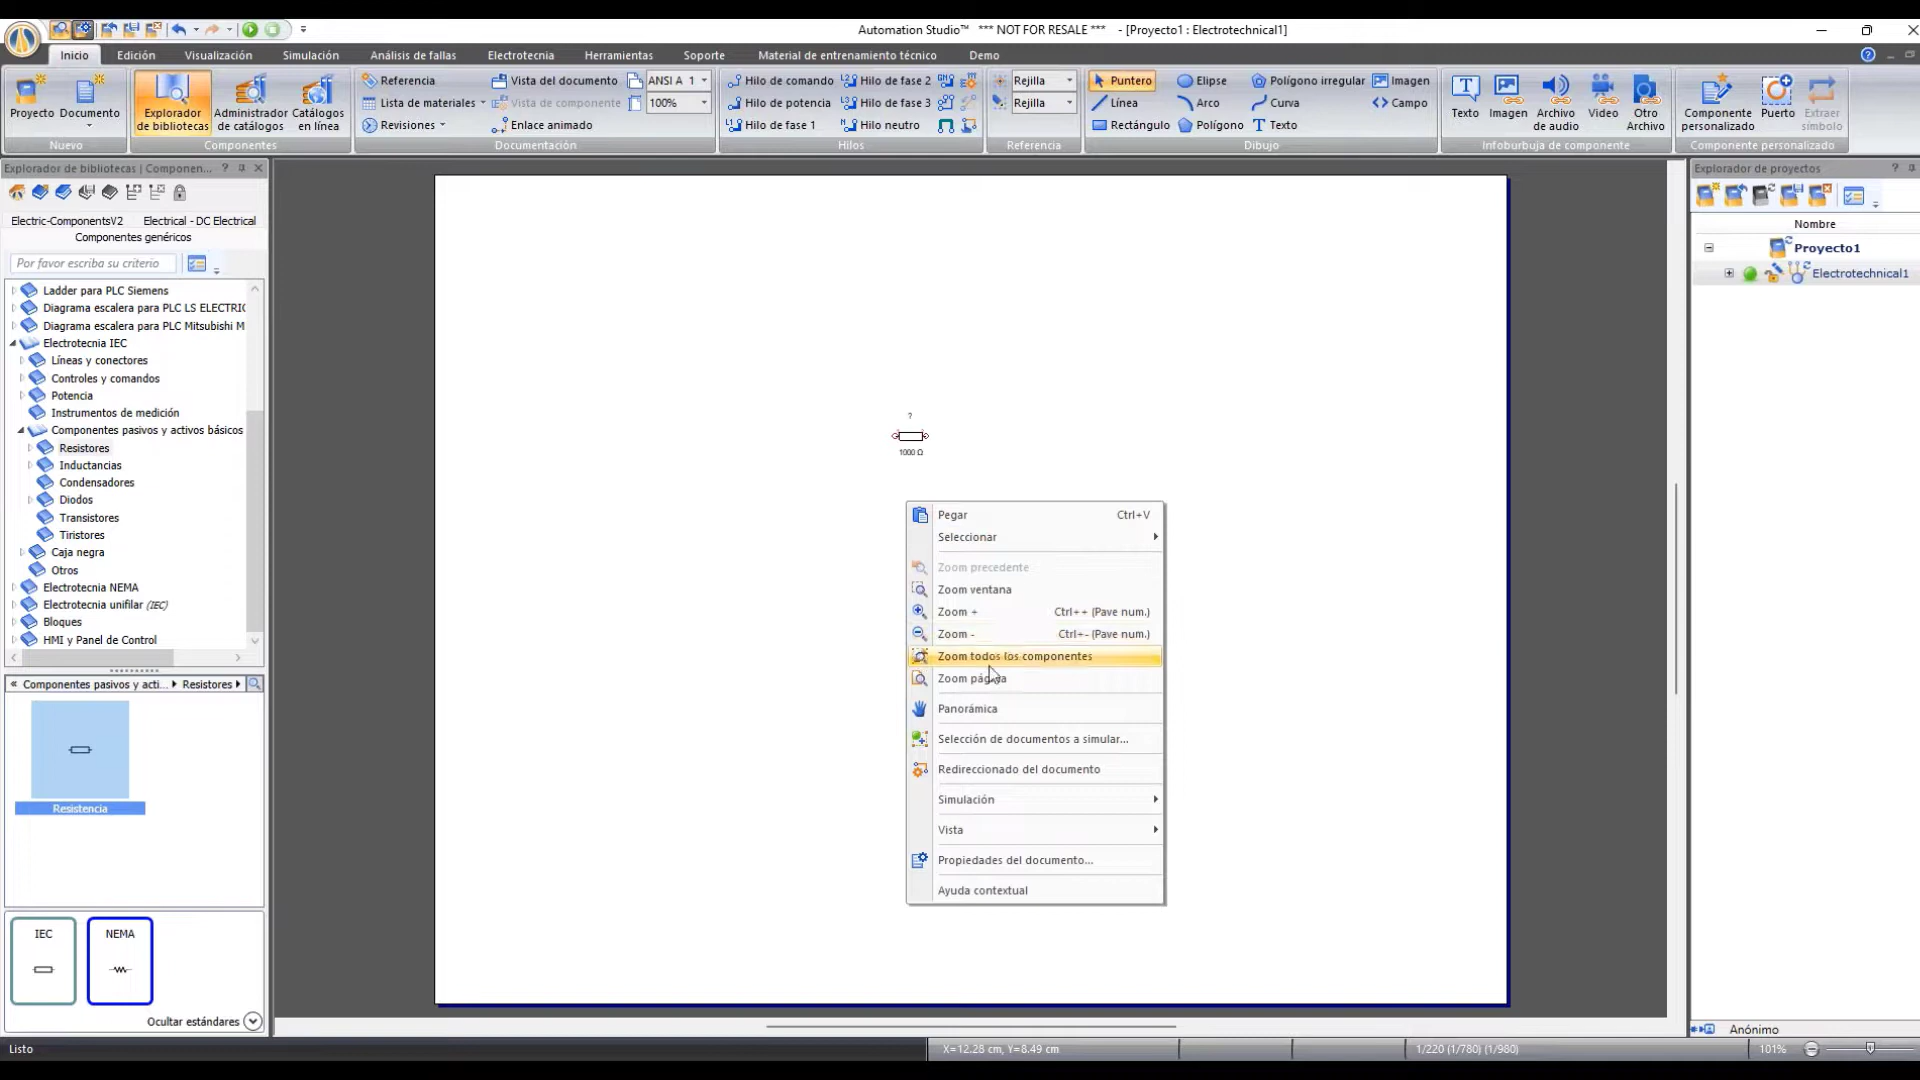 Automation Studio™ *** NOT FOR RESALE *** - [Proyecto1 : Electrotechnical1]
Inicio Edición Visualización Simulación Análisis de fallas Electrotecnia Herramientas Soporte Material de entrenamiento técnico Demo
Proyecto Documento
Nuevo
Explorador de bibliotecas
Administrador de catálogos
Catálogos en línea
Componentes
Referencia
Lista de materiales
Revisiones
Vista del documento
Vista de componente
Enlace animado
ANSI A 1
100%
Documentación
Hilo de comando
Hilo de potencia
Hilo de fase 1
Hilo de fase 2
Hilo de fase 3
Hilo neutro
Hilos
Rejilla
Rejilla
Referencia
Puntero
Línea
Rectángulo
Elipse
Arco
Polígono
Polígono irregular
Curva
Texto
Imagen
Campo
Dibujo
Texto
Imagen
Archivo de audio
Video
Otro Archivo
Infoburbuja de componente
Componente personalizado
Puerto
Extraer símbolo
Componente personalizado
Explorador de bibliotecas | Componen...
Electric-ComponentsV2 Electrical - DC Electrical
Componentes genéricos
Por favor escriba su criterio
Ladder para PLC Siemens
Diagrama escalera para PLC LS ELECTRIC
Diagrama escalera para PLC Mitsubishi M
Electrotecnia IEC
Líneas y conectores
Controles y comandos
Potencia
Instrumentos de medición
Componentes pasivos y activos básicos
Resistores
Inductancias
Condensadores
Diodos
Transistores
Tiristores
Caja negra
Otros
Electrotecnia NEMA
Electrotecnia unifilar (IEC)
Bloques
HMI y Panel de Control
« Componentes pasivos y acti... Resistores
Resistencia
IEC NEMA
Ocultar estándares
?
1000 Ω
Pegar Ctrl+V
Seleccionar
Zoom precedente
Zoom ventana
Zoom + Ctrl++ (Pave num.)
Zoom - Ctrl+- (Pave num.)
Zoom todos los componentes
Zoom página
Panorámica
Selección de documentos a simular...
Redireccionado del documento
Simulación
Vista
Propiedades del documento...
Ayuda contextual
Explorador de proyectos
Nombre
Proyecto1
Electrotechnical1
Anónimo
Listo
X=12.28 cm, Y=8.49 cm
1/220 (1/780) (1/980)
101%